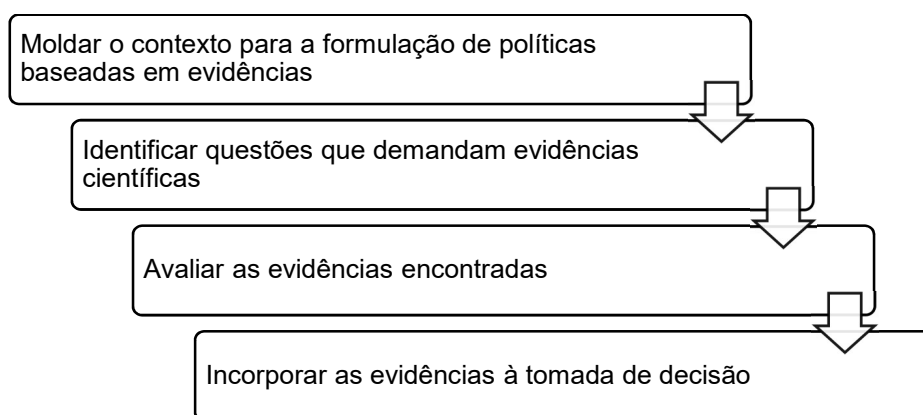 Moldar o contexto para a formulação de políticas
baseadas em evidências
Identificar questões que demandam evidências
científicas
Avaliar as evidências encontradas
Incorporar as evidências à tomada de decisão